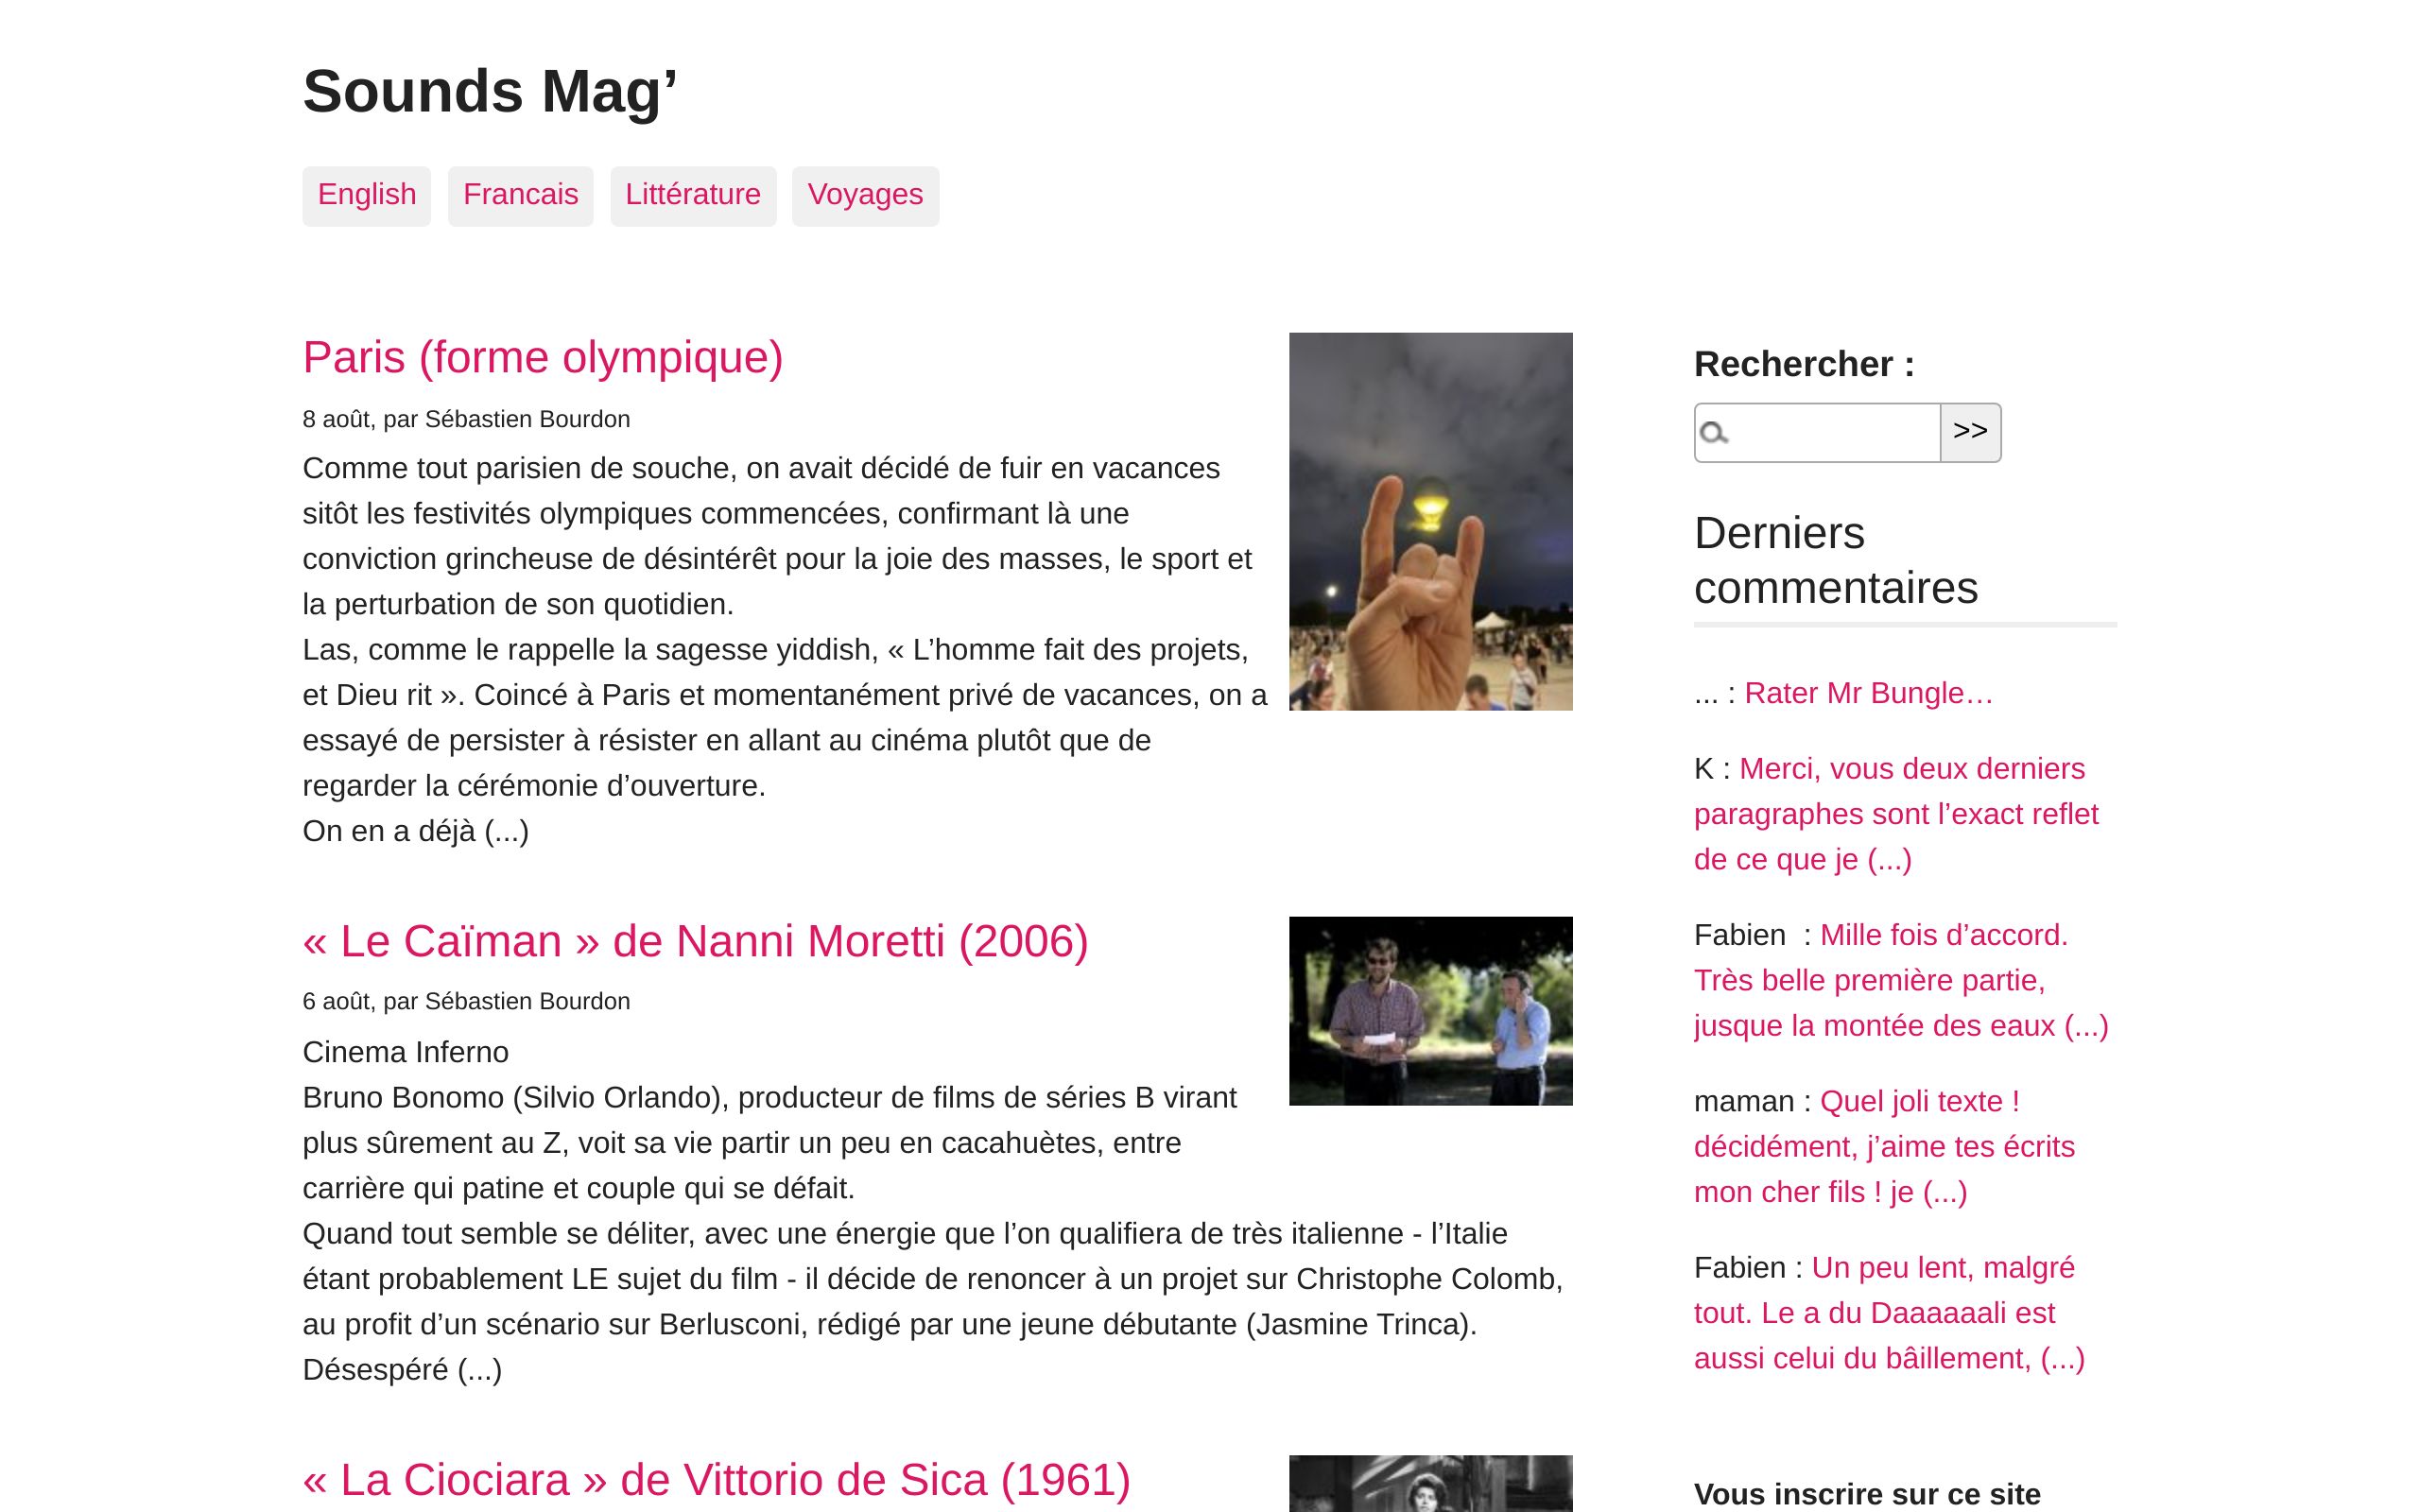 Sounds Mag’
English Francais Littérature Voyages
Paris (forme olympique)
8 août, par Sébastien Bourdon
Comme tout parisien de souche, on avait décidé de fuir en vacances
sitôt les festivités olympiques commencées, confirmant là une
conviction grincheuse de désintérêt pour la joie des masses, le sport et
la perturbation de son quotidien.
Las, comme le rappelle la sagesse yiddish, « L’homme fait des projets,
et Dieu rit ». Coincé à Paris et momentanément privé de vacances, on a
essayé de persister à résister en allant au cinéma plutôt que de
regarder la cérémonie d’ouverture.
On en a déjà (...)
« Le Caïman » de Nanni Moretti (2006)
6 août, par Sébastien Bourdon
Cinema Inferno
Bruno Bonomo (Silvio Orlando), producteur de films de séries B virant
plus sûrement au Z, voit sa vie partir un peu en cacahuètes, entre
carrière qui patine et couple qui se défait.
Quand tout semble se déliter, avec une énergie que l’on qualifiera de très italienne - l’Italie
étant probablement LE sujet du film - il décide de renoncer à un projet sur Christophe Colomb,
au profit d’un scénario sur Berlusconi, rédigé par une jeune débutante (Jasmine Trinca).
Désespéré (...)
« La Ciociara » de Vittorio de Sica (1961)
Rechercher :
>>
Derniers
commentaires
... : Rater Mr Bungle…
K : Merci, vous deux derniers
paragraphes sont l’exact reflet
de ce que je (...)
Fabien  : Mille fois d’accord.
Très belle première partie,
jusque la montée des eaux (...)
maman : Quel joli texte !
décidément, j’aime tes écrits
mon cher fils ! je (...)
Fabien : Un peu lent, malgré
tout. Le a du Daaaaaali est
aussi celui du bâillement, (...)
Vous inscrire sur ce site